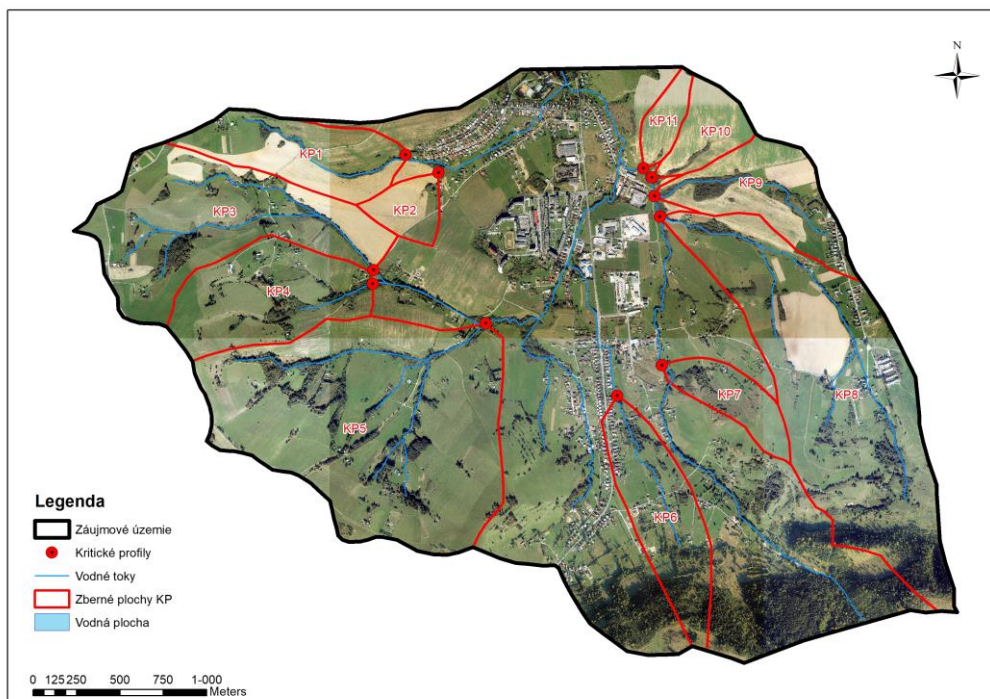 N
KP11
KP10
KP1
KP9
KP2
KP3
KP4
KP7
KP8
KP5
KP6
Legenda
Záujmové územie
Kritické profily
Vodné toky
Zberné plochy KP
Vodná plocha
0 125 250 500 750 1-000
Meters